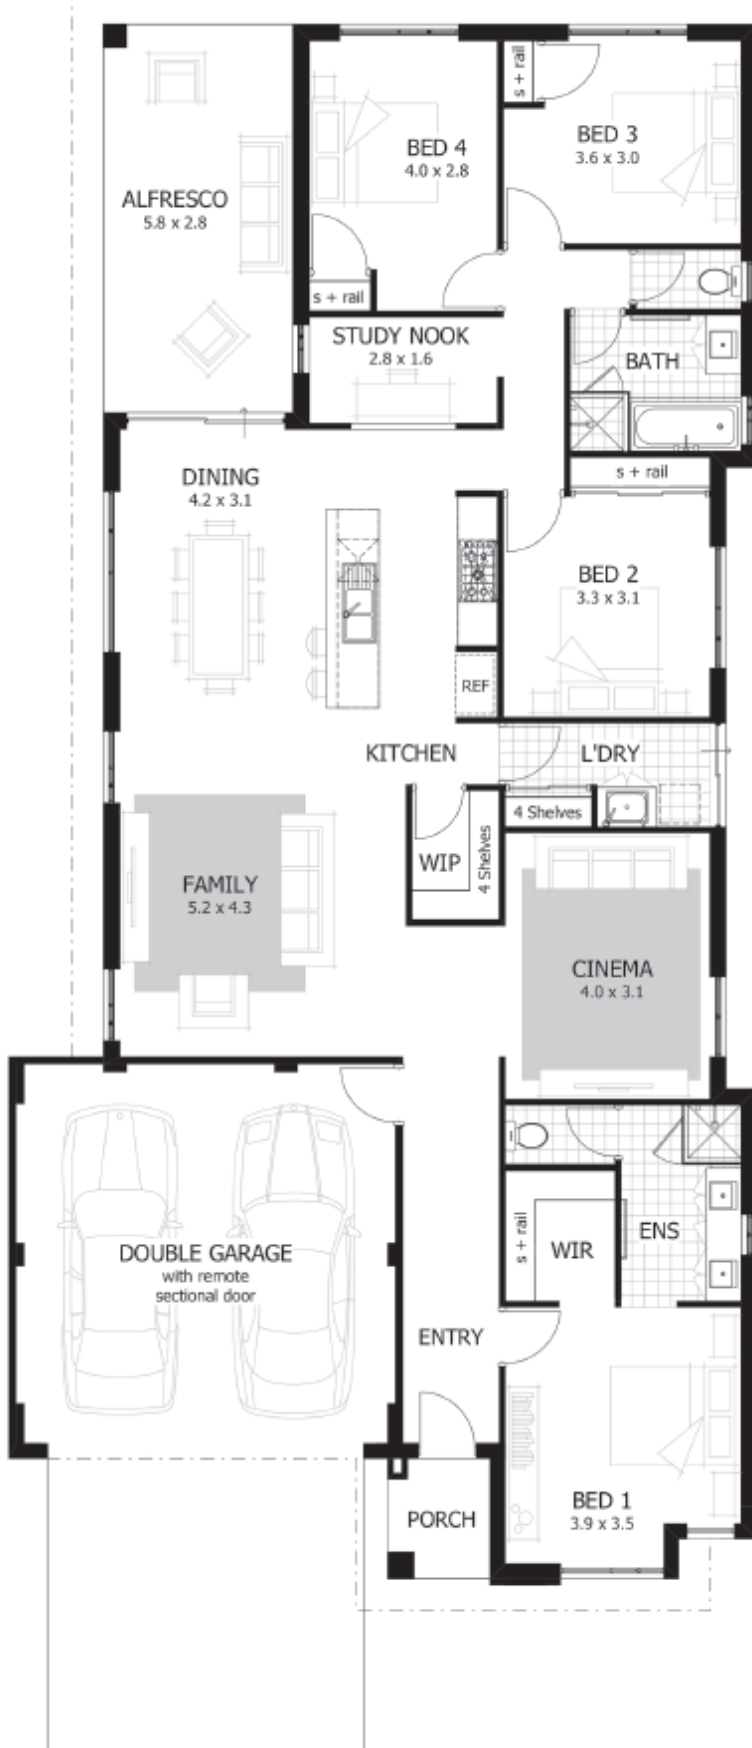 s + rail
BED 4
4.0 x 2.8
BED 3
3.6 x 3.0
ALFRESCO
5.8 x 2.8
s + rail
STUDY NOOK
2.8 x 1.6
BATH
DINING
4.2 x 3.1
s + rail
BED 2
3.3 x 3.1
REF
KITCHEN
L'DRY
4 Shelves
WIP
4 Shelves
FAMILY
5.2 x 4.3
CINEMA
4.0 x 3.1
DOUBLE GARAGE
with remote
sectional door
s + rail
WIR
ENS
ENTRY
PORCH
BED 1
3.9 x 3.5